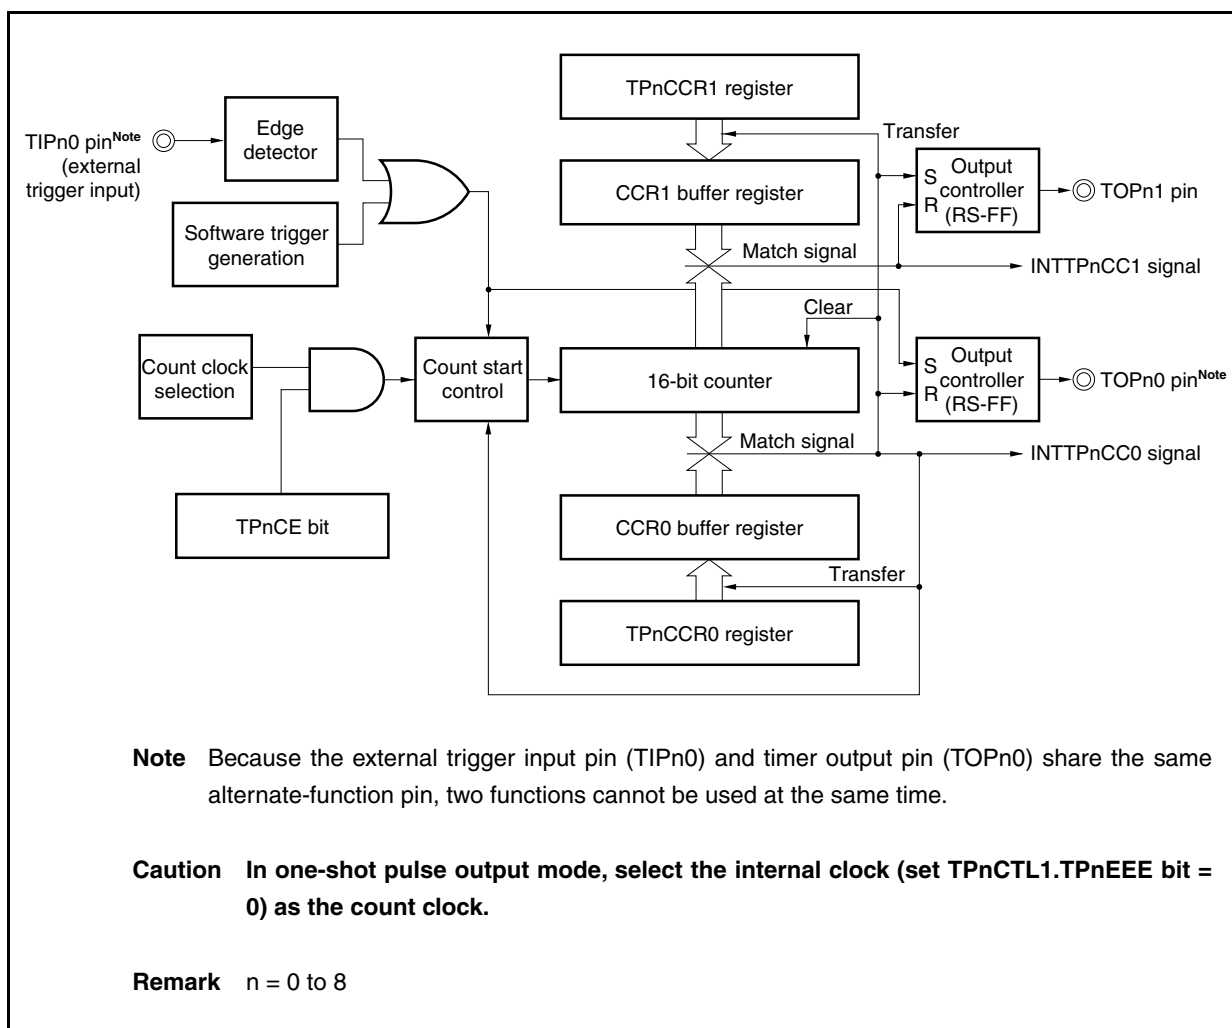 TPnCCR1 register
TIPn0 pinNote
(external
trigger input)
Edge
detector
Transfer
CCR1 buffer register
S
R
Output
controller
(RS-FF)
TOPn1 pin
Software trigger
generation
Match signal
INTTPnCC1 signal
Clear
Count clock
selection
Count start
control
16-bit counter
S
R
Output
controller
(RS-FF)
TOPn0 pinNote
Match signal
INTTPnCC0 signal
TPnCE bit
CCR0 buffer register
Transfer
TPnCCR0 register
Note Because the external trigger input pin (TIPn0) and timer output pin (TOPn0) share the same
alternate-function pin, two functions cannot be used at the same time.
Caution In one-shot pulse output mode, select the internal clock (set TPnCTL1.TPnEEE bit =
0) as the count clock.
Remark n = 0 to 8